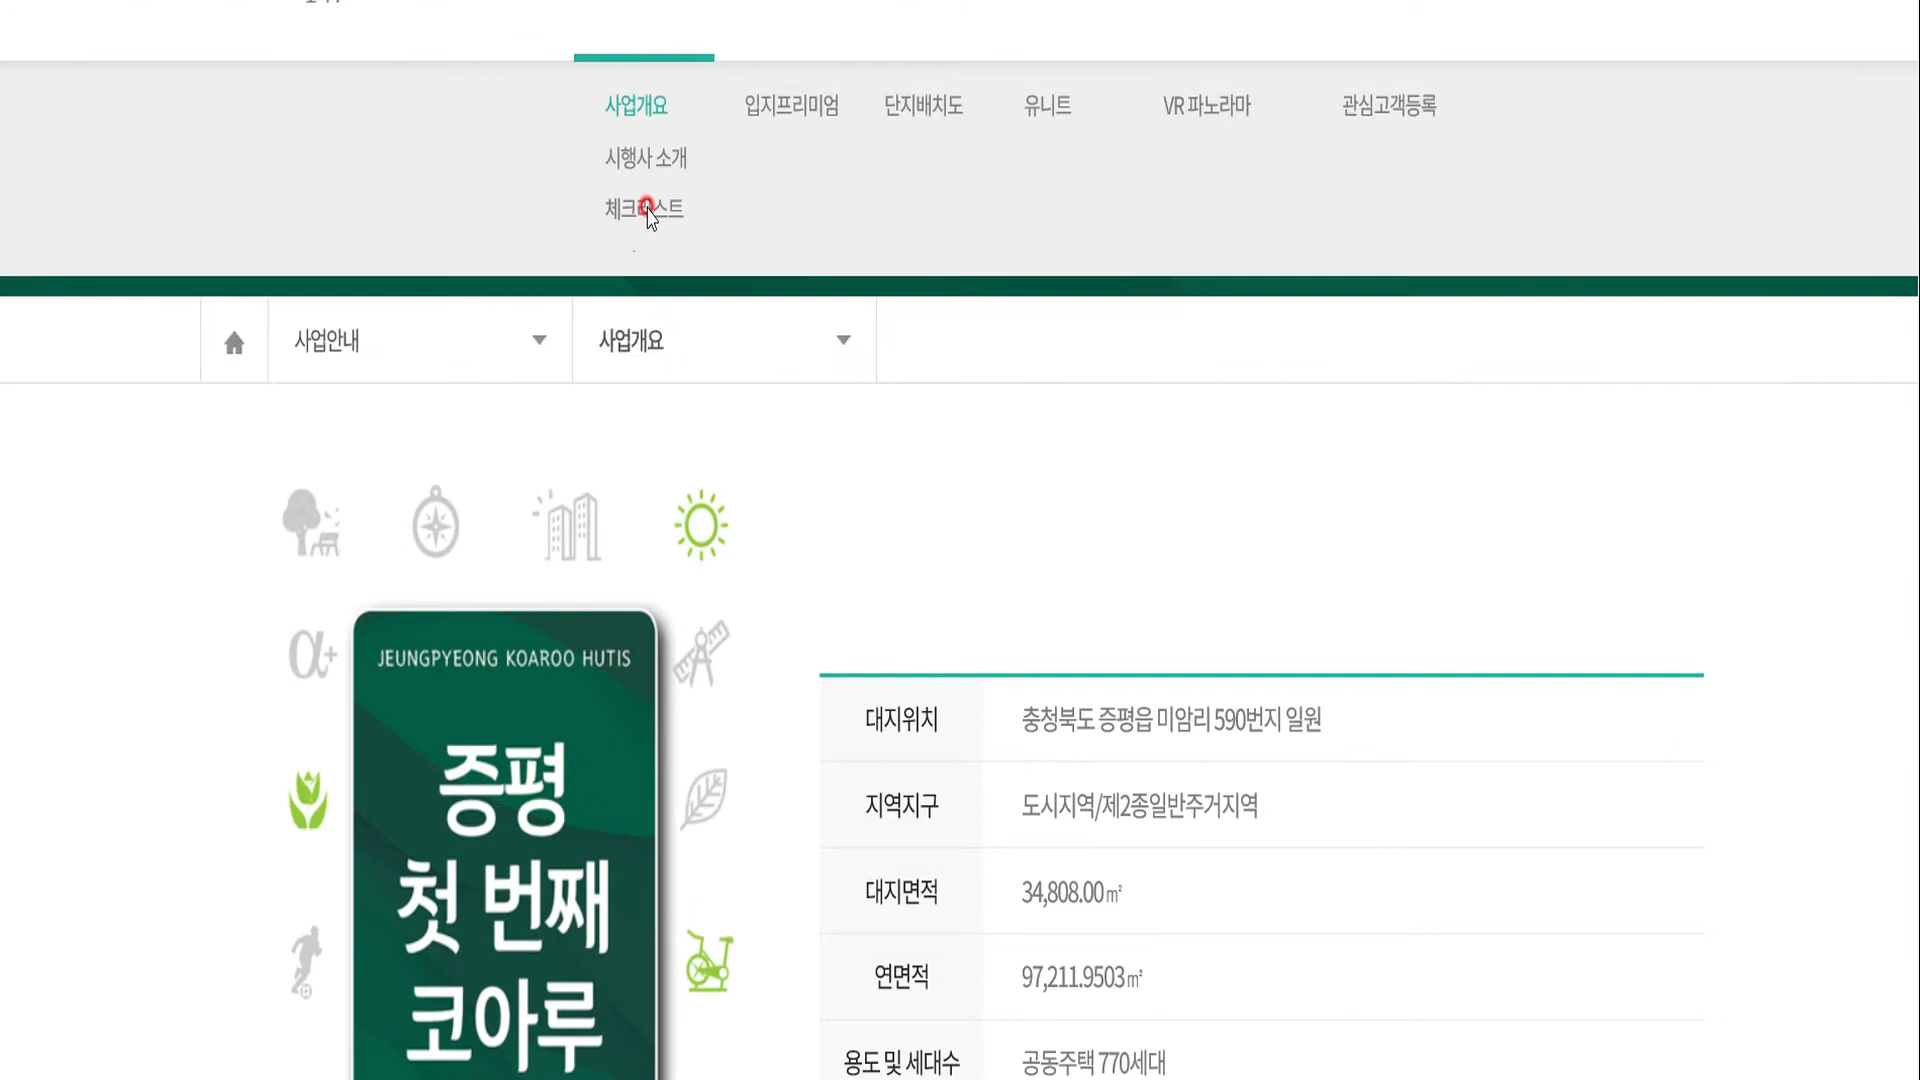 사업개요 입지프리미엄 단지배치도 유니트 VR 파노라마 관심고객등록
시행사 소개
체크리스트
사업안내 사업개요
α+
JEUNGPYEONG KOAROO HUTIS
증평
첫 번째
코아루
대지위치 충청북도 증평읍 미암리 590번지 일원
지역지구 도시지역/제2종일반주거지역
대지면적 34,808.00㎡
연면적 97,211.9503㎡
용도 및 세대수 공동주택 770세대